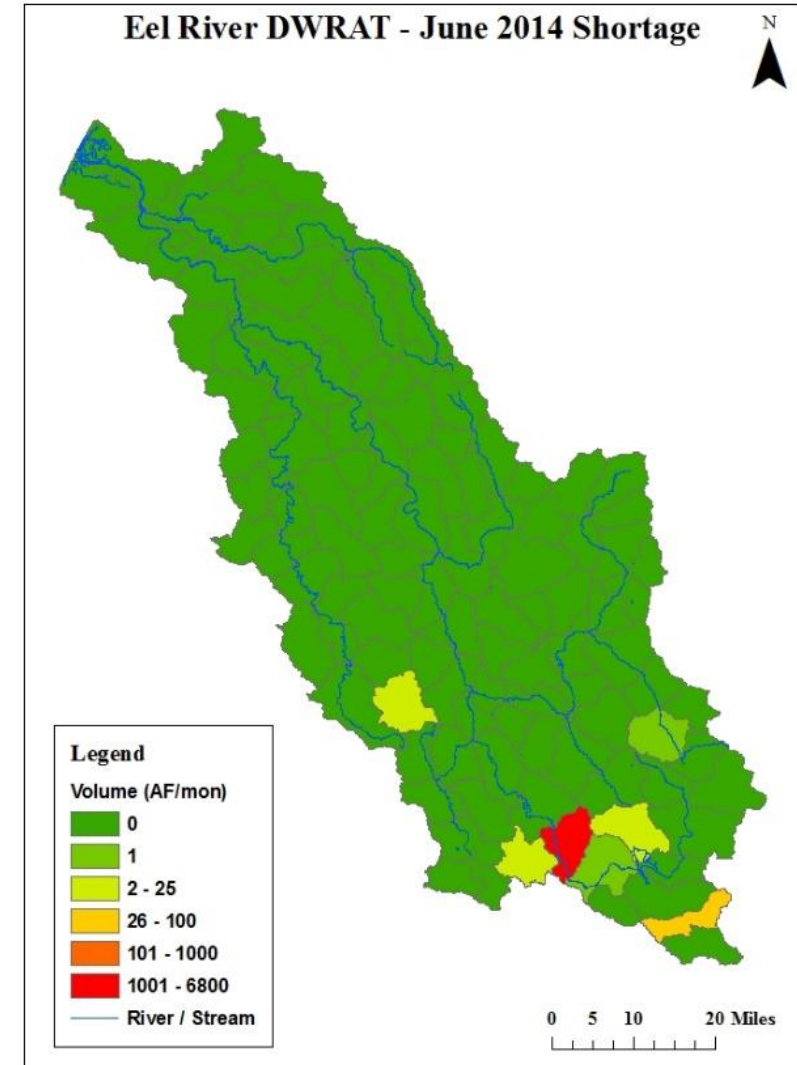 Eel River DWRAT - June 2014 Shortage
N
Legend
Volume (AF/mon)
0
1
2 - 25
26 - 100
101 - 1000
1001 - 6800
River / Stream
0 5 10 20 Miles